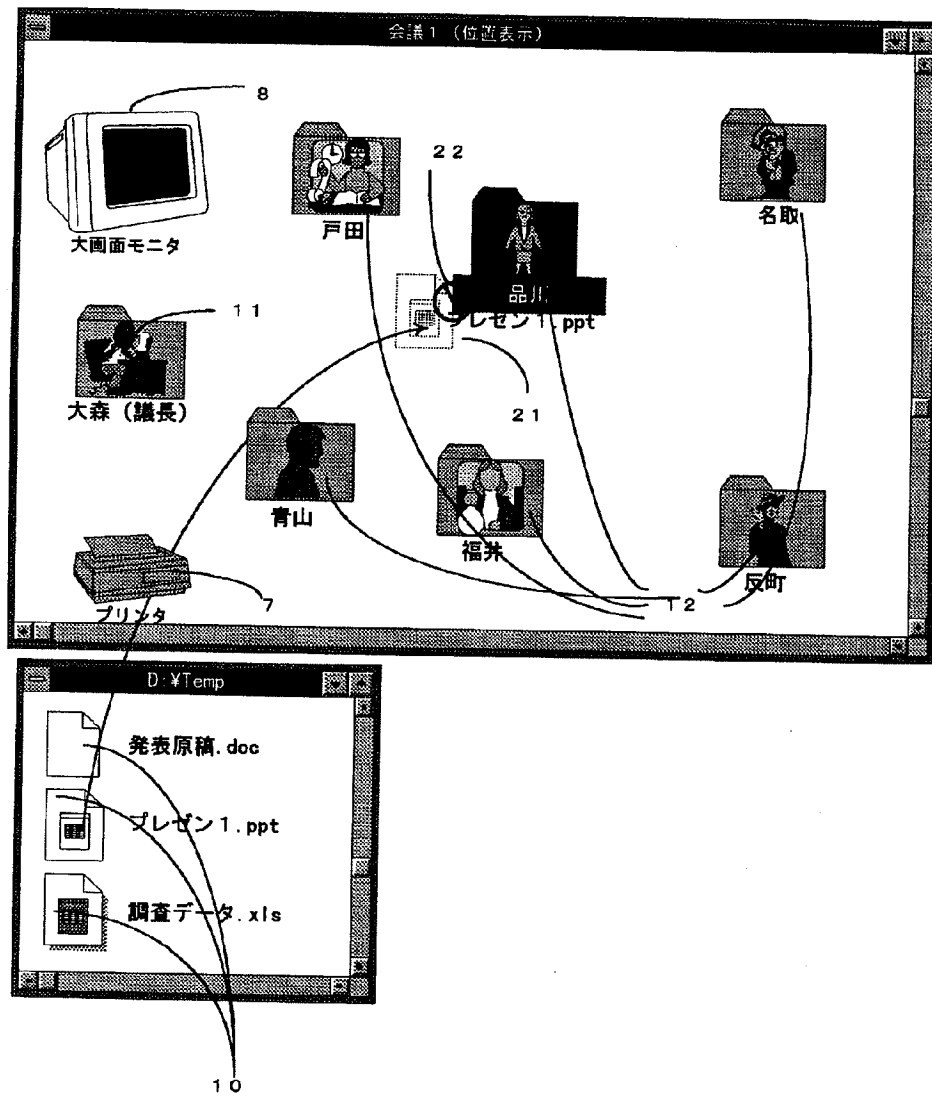 会議１（位置表示）
８
２２
戸田
名取
大画面モニタ
品川
プレゼン１.ppt
１１
大森（議長）
２１
青山
福井
反町
プリンタ
７
１２
D:¥Temp
発表原稿.doc
プレゼン１.ppt
調査データ.xls
１０